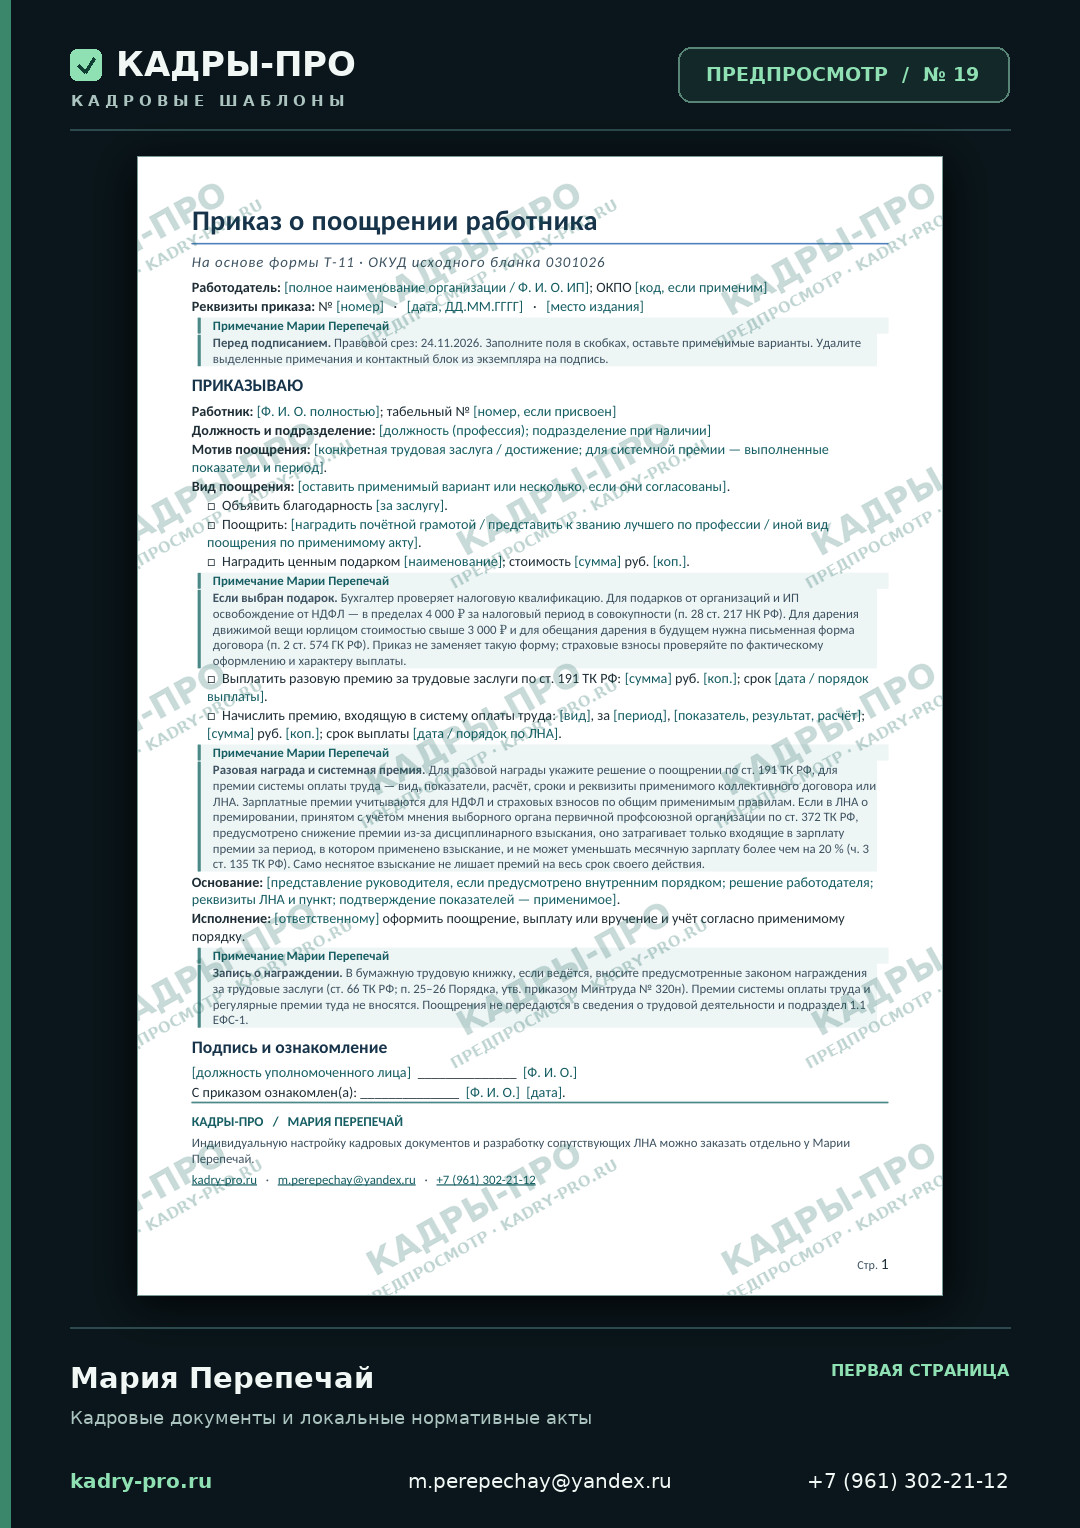 КАДРЫ-ПРО
КАДРОВЫЕ ШАБЛОНЫ
ПРЕДПРОСМОТР / № 19
Приказ о поощрении работника
На основе формы Т-11 · ОКУД исходного бланка 0301026
Работодатель: [полное наименование организации / Ф. И. О. ИП]; ОКПО [код, если применим]
Реквизиты приказа: № [номер] · [дата, ДД.ММ.ГГГГ] · [место издания]
Примечание Марии Перепечай
Перед подписанием. Правовой срез: 24.11.2026. Заполните поля в скобках, оставьте применимые варианты. Удалите
выделенные примечания и контактный блок из экземпляра на подпись.
ПРИКАЗЫВАЮ
Работник: [Ф. И. О. полностью]; табельный № [номер, если присвоен]
Должность и подразделение: [должность (профессия); подразделение при наличии]
Мотив поощрения: [конкретная трудовая заслуга / достижение; для системной премии — выполненные
показатели и период].
Вид поощрения: [оставить применимый вариант или несколько, если они согласованы].
□ Объявить благодарность [за заслугу].
□ Поощрить: [наградить почётной грамотой / представить к званию лучшего по профессии / иной вид
поощрения по применимому акту].
□ Наградить ценным подарком [наименование]; стоимость [сумма] руб. [коп.].
Примечание Марии Перепечай
Если выбран подарок. Бухгалтер проверяет налоговую квалификацию. Для подарков от организаций и ИП
освобождение от НДФЛ — в пределах 4 000 ₽ за налоговый период в совокупности (п. 28 ст. 217 НК РФ). Для дарения
движимой вещи юрлицом стоимостью свыше 3 000 ₽ и для обещания дарения в будущем нужна письменная форма
договора (п. 2 ст. 574 ГК РФ). Приказ не заменяет такую форму; страховые взносы проверяйте по фактическому
оформлению и характеру выплаты.
□ Выплатить разовую премию за трудовые заслуги по ст. 191 ТК РФ: [сумма] руб. [коп.]; срок [дата / порядок
выплаты].
□ Начислить премию, входящую в систему оплаты труда: [вид], за [период], [показатель, результат, расчёт];
[сумма] руб. [коп.]; срок выплаты [дата / порядок по ЛНА].
Примечание Марии Перепечай
Разовая награда и системная премия. Для разовой награды укажите решение о поощрении по ст. 191 ТК РФ, для
премии системы оплаты труда — вид, показатели, расчёт, сроки и реквизиты применимого коллективного договора или
ЛНА. Зарплатные премии учитываются для НДФЛ и страховых взносов по общим применимым правилам. Если в ЛНА о
премировании, принятом с учётом мнения выборного органа первичной профсоюзной организации по ст. 372 ТК РФ,
предусмотрено снижение премии из-за дисциплинарного взыскания, оно затрагивает только входящие в зарплату
премии за период, в котором применено взыскание, и не может уменьшать месячную зарплату более чем на 20 % (ч. 3
ст. 135 ТК РФ). Само неснятое взыскание не лишает премий на весь срок своего действия.
Основание: [представление руководителя, если предусмотрено внутренним порядком; решение работодателя;
реквизиты ЛНА и пункт; подтверждение показателей — применимое].
Исполнение: [ответственному] оформить поощрение, выплату или вручение и учёт согласно применимому
порядку.
Примечание Марии Перепечай
Запись о награждении. В бумажную трудовую книжку, если ведётся, вносите предусмотренные законом награждения
за трудовые заслуги (ст. 66 ТК РФ; п. 25–26 Порядка, утв. приказом Минтруда № 320н). Премии системы оплаты труда и
регулярные премии туда не вносятся. Поощрения не передаются в сведения о трудовой деятельности и подраздел 1.1
ЕФС-1.
Подпись и ознакомление
[должность уполномоченного лица] ______________ [Ф. И. О.]
С приказом ознакомлен(а): ______________ [Ф. И. О.] [дата].
КАДРЫ-ПРО / МАРИЯ ПЕРЕПЕЧАЙ
Индивидуальную настройку кадровых документов и разработку сопутствующих ЛНА можно заказать отдельно у Марии
Перепечай.
kadry-pro.ru · m.perepechay@yandex.ru · +7 (961) 302-21-12
Стр. 1
Мария Перепечай
ПЕРВАЯ СТРАНИЦА
Кадровые документы и локальные нормативные акты
kadry-pro.ru
m.perepechay@yandex.ru
+7 (961) 302-21-12